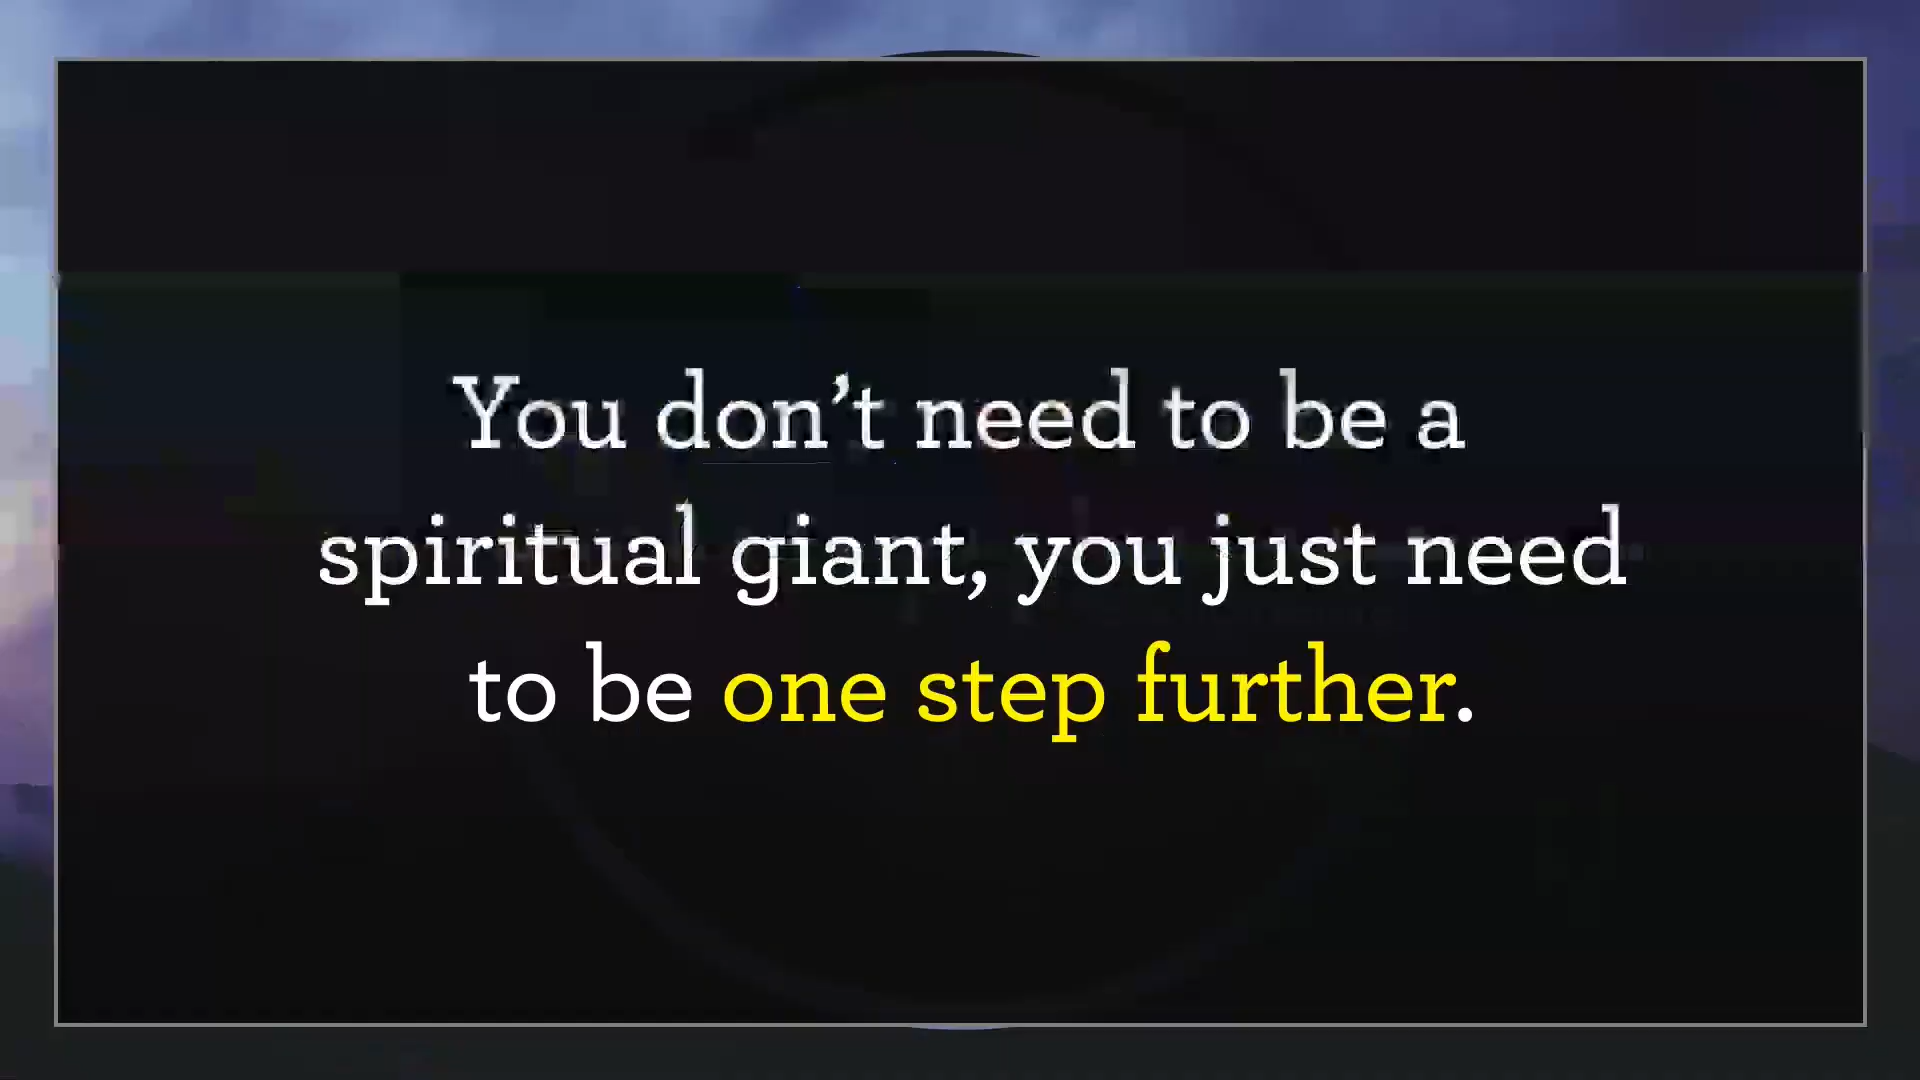 You don’t need to be a
spiritual giant, you just need
to be one step further.